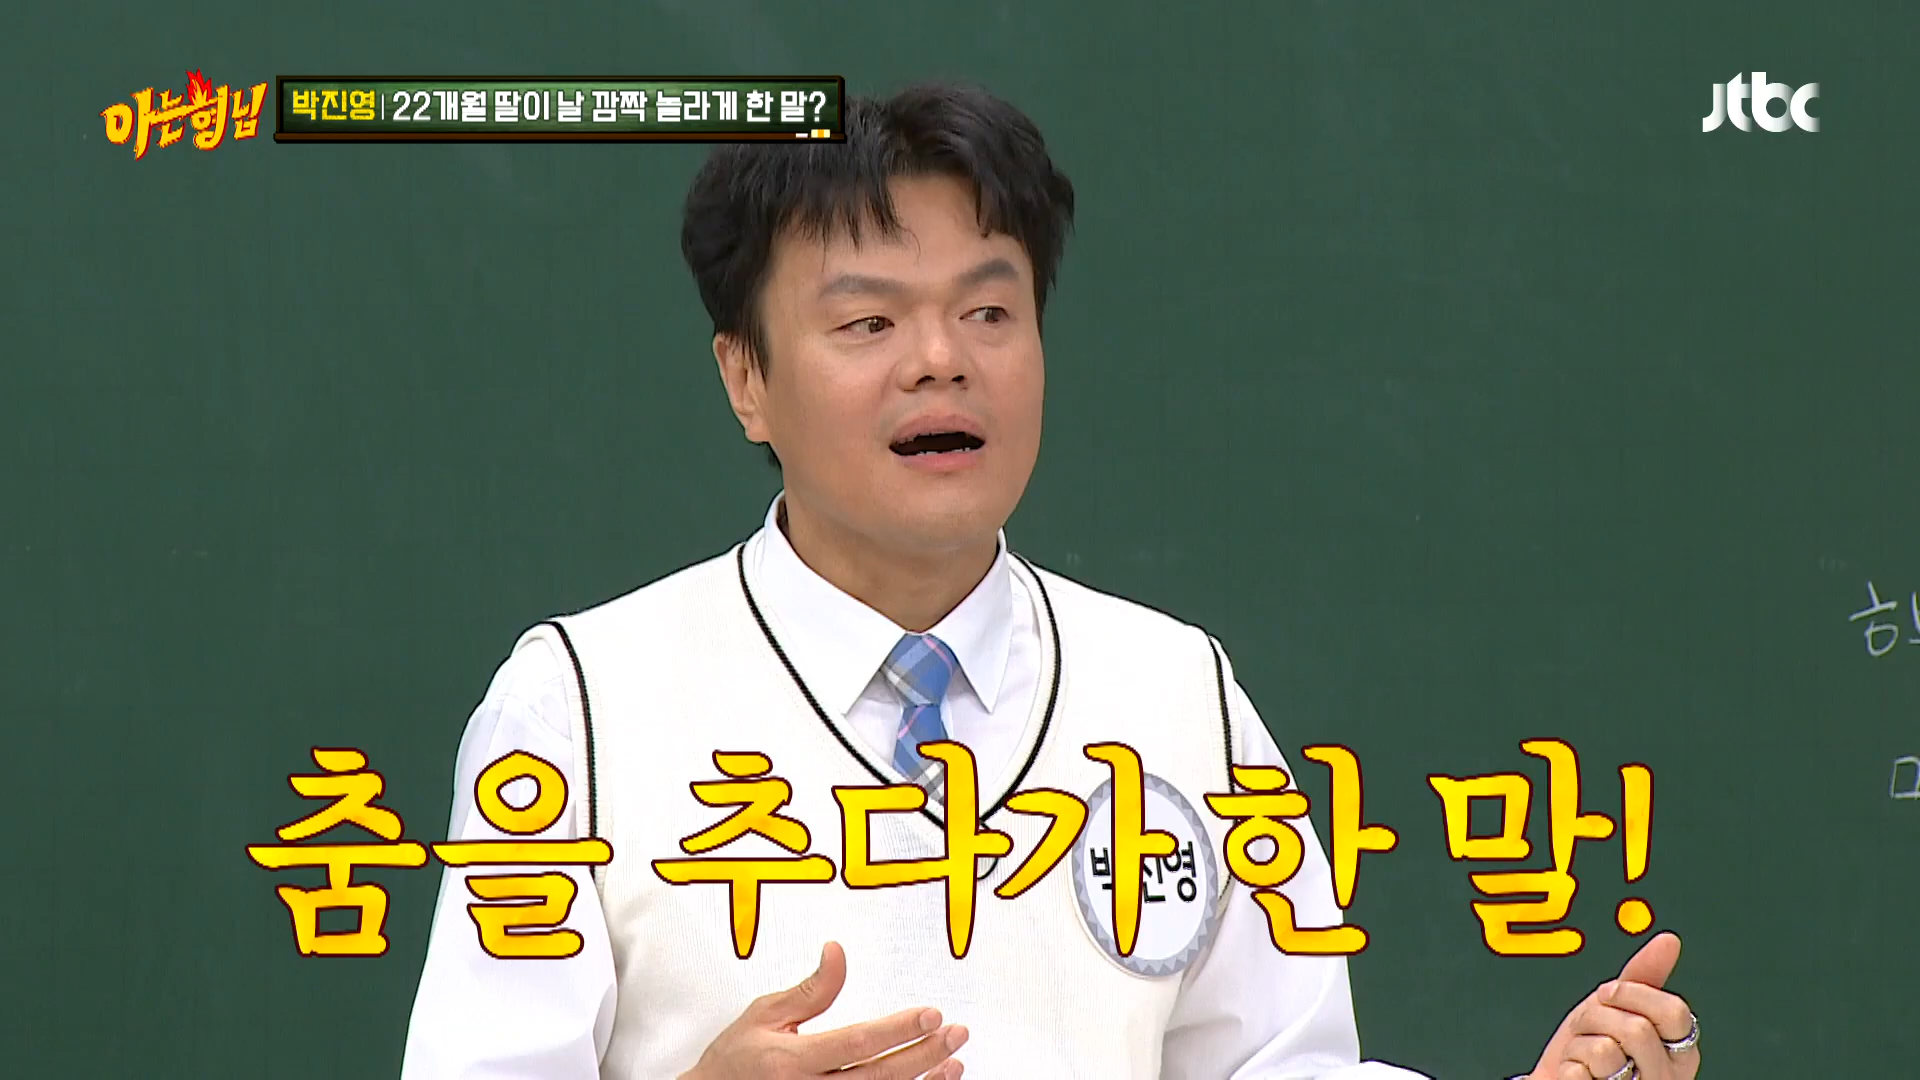 아는형님
박진영 | 22개월 딸이 날 깜짝 놀라게 한 말?
jtbc
춤을 추다가 한 말!
박진영